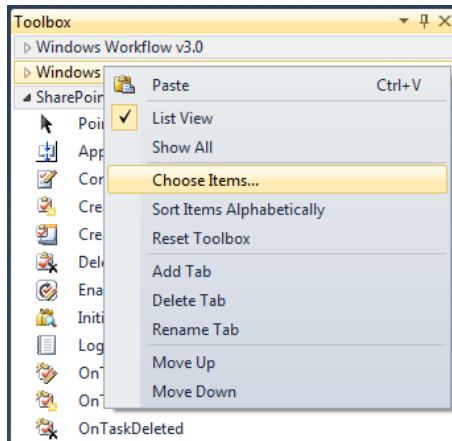 Toolbox
Windows Workflow v3.0
Windows
Paste Ctrl+V
SharePoin
List View
Poi
Show All
App
Choose Items...
Cor
Sort Items Alphabetically
Cre
Reset Toolbox
Cre
Add Tab
Dele
Delete Tab
Ena
Rename Tab
Initi
Log
Move Up
OnT
Move Down
OnT
OnTaskDeleted